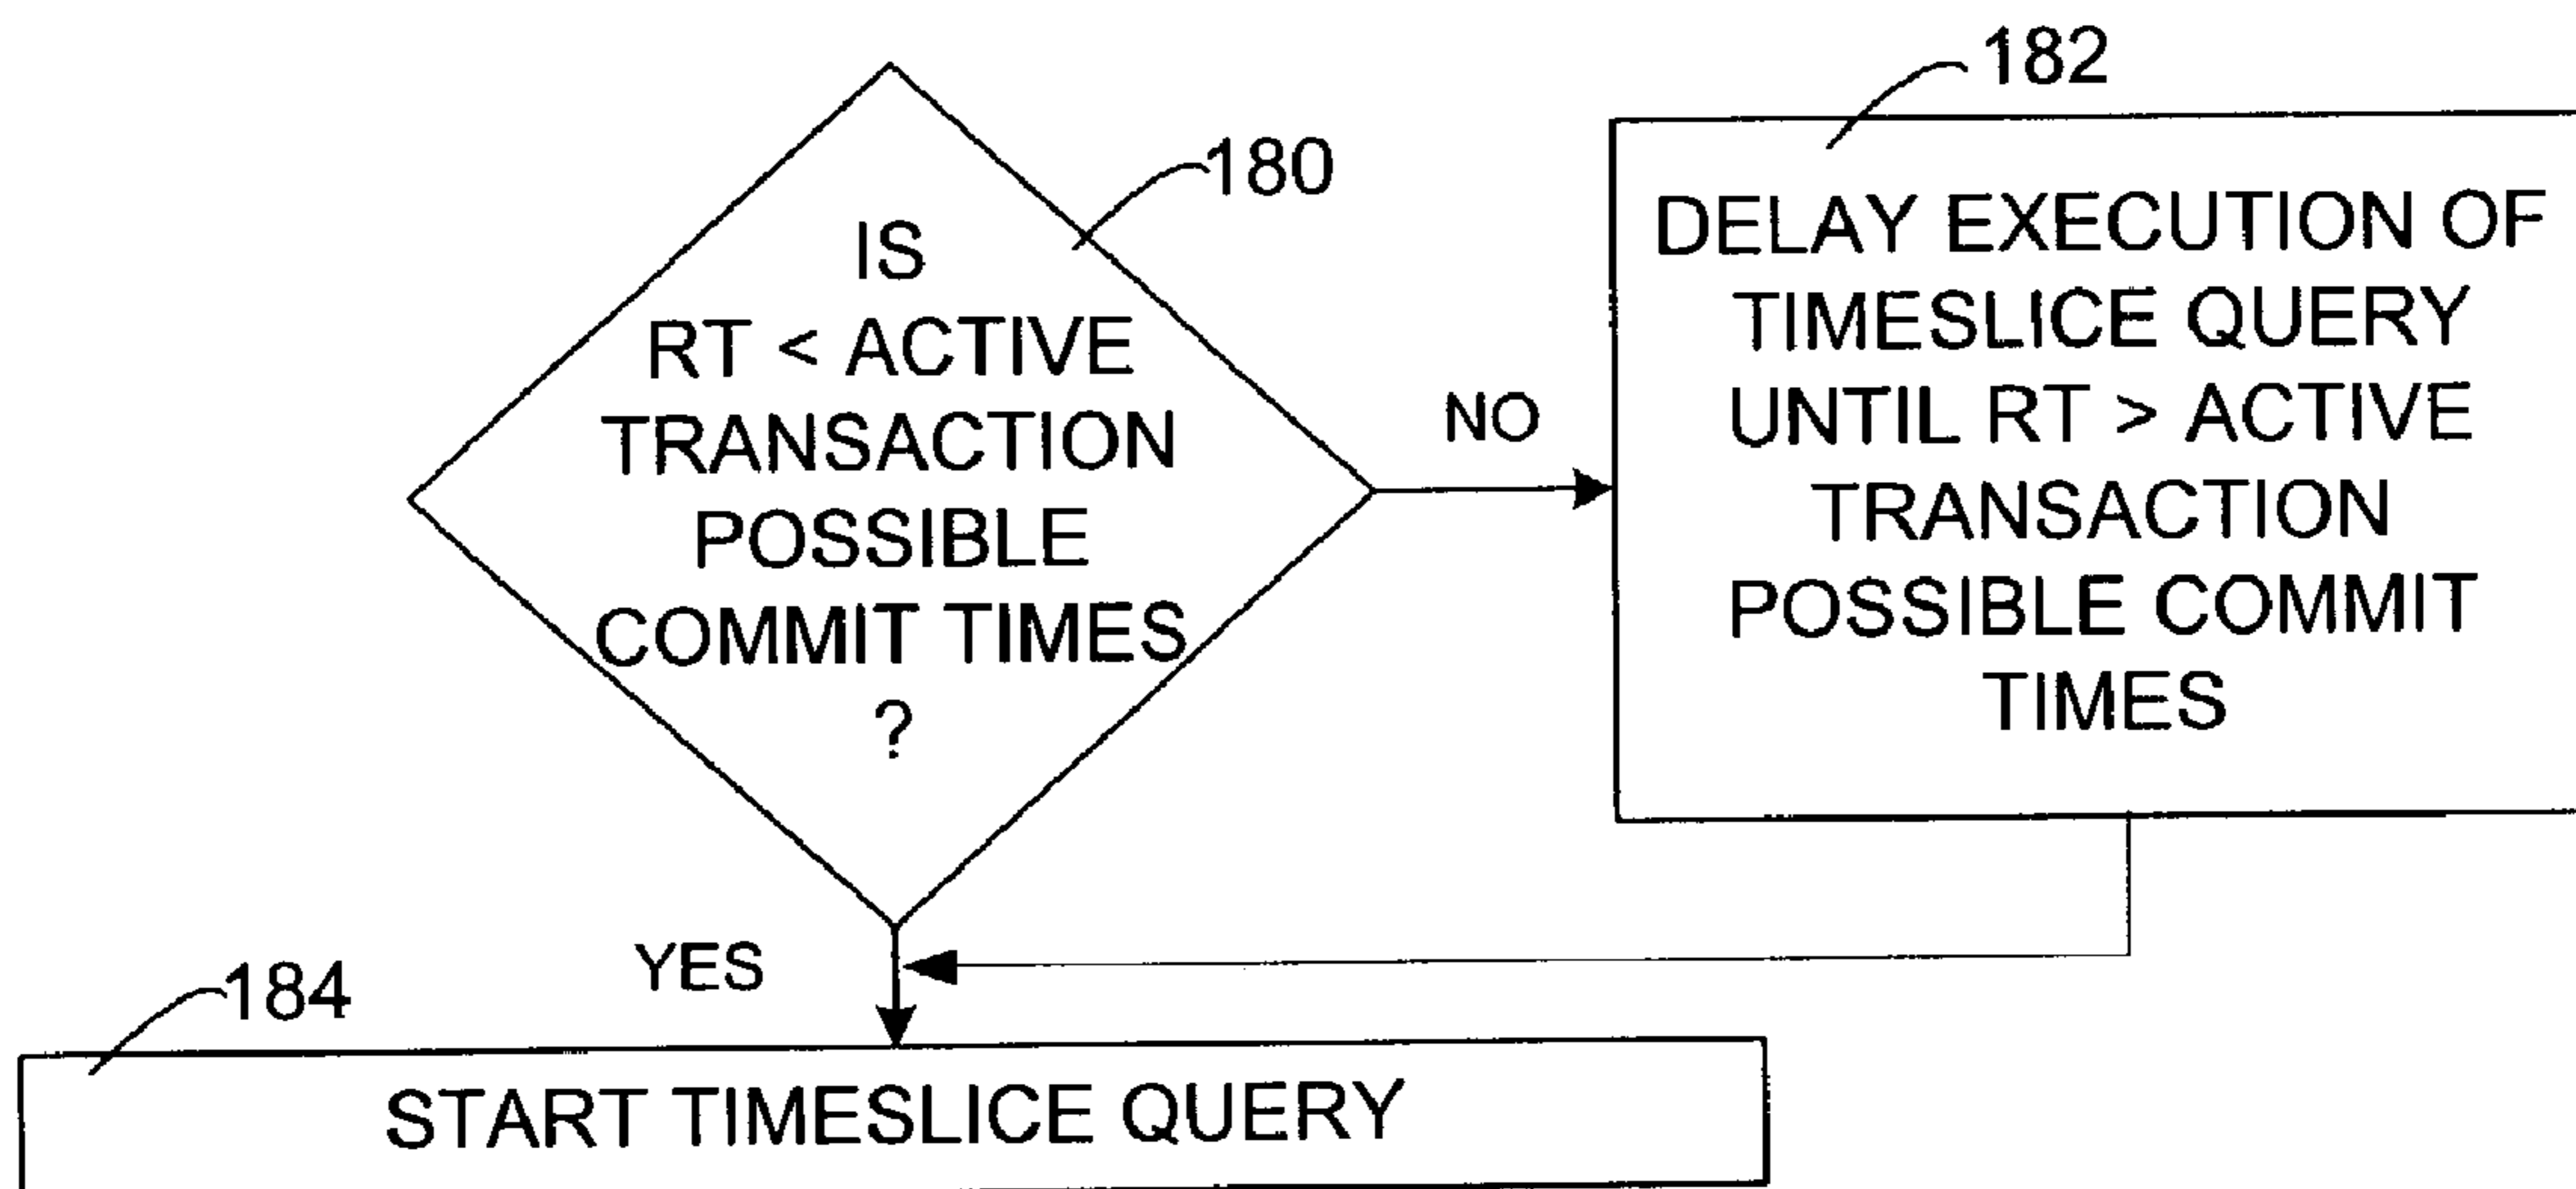 180
IS
RT < ACTIVE
TRANSACTION
POSSIBLE
COMMIT TIMES
?
NO
182
DELAY EXECUTION OF
TIMESLICE QUERY
UNTIL RT > ACTIVE
TRANSACTION
POSSIBLE COMMIT
TIMES
YES
184
START TIMESLICE QUERY